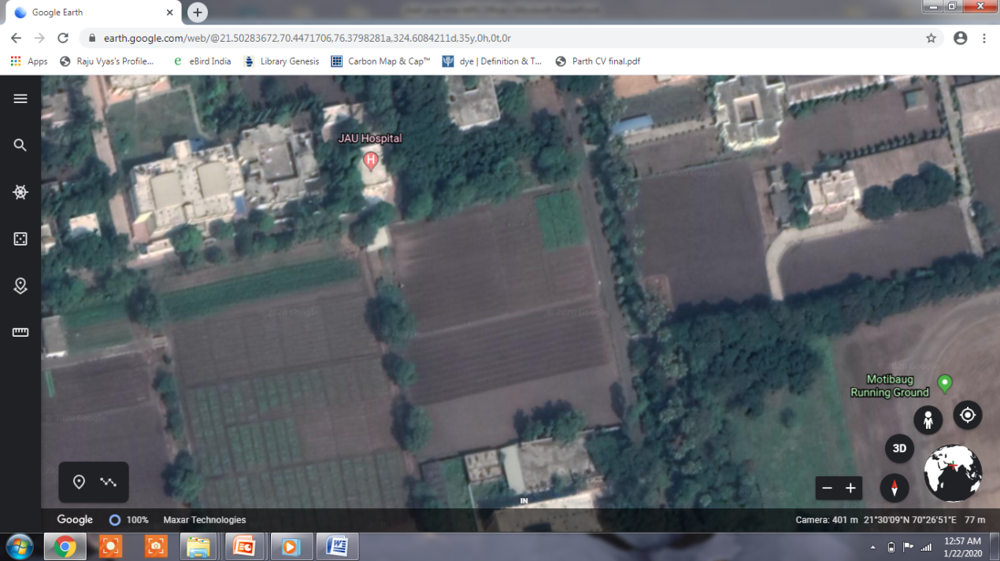 Google Earth
earth.google.com/web/@21.50283672,70.4471706,76.3798281a,324.6084211d,35y,0h,0t,0r
Apps Raju Vyas's Profile... eBird India Library Genesis Carbon Map & Cap™ dye | Definition & T... Parth CV final.pdf
JAU Hospital
H
© 2020 Google
Motibaug
Running Ground
3D
IN
Google 100% Maxar Technologies Camera: 401 m 21°30'09"N 70°26'51"E 77 m
12:57 AM
1/22/2020